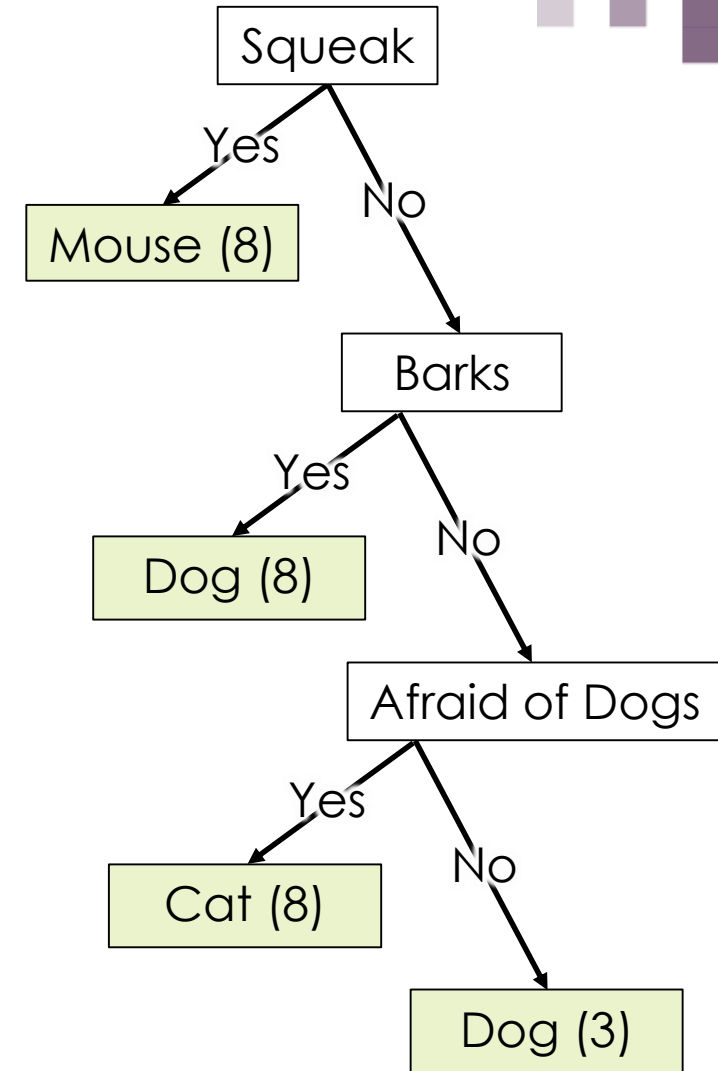 Squeak
Yes
No
Mouse (8)
Barks
Yes
No
Dog (8)
Afraid of Dogs
Yes
No
Cat (8)
Dog (3)